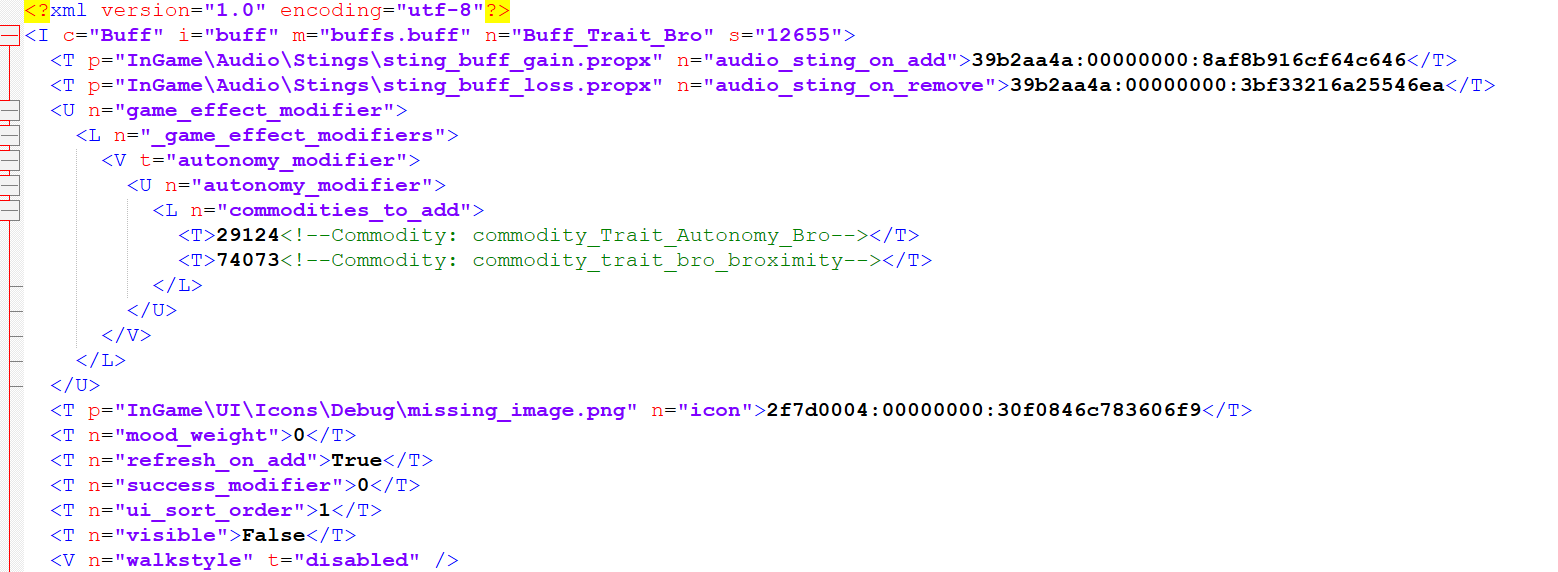 <?xml version="1.0" encoding="utf-8"?>
<I c="Buff" i="buff" m="buffs.buff" n="Buff_Trait_Bro" s="12655">
<T p="InGame\Audio\Stings\sting_buff_gain.propx" n="audio_sting_on_add">39b2aa4a:00000000:8af8b916cf64c646</T>
<T p="InGame\Audio\Stings\sting_buff_loss.propx" n="audio_sting_on_remove">39b2aa4a:00000000:3bf33216a25546ea</T>
<U n="game_effect_modifier">
<L n="_game_effect_modifiers">
<V t="autonomy_modifier">
<U n="autonomy_modifier">
<L n="commodities_to_add">
<T>29124<!--Commodity: commodity_Trait_Autonomy_Bro--></T>
<T>74073<!--Commodity: commodity_trait_bro_broximity--></T>
</L>
</U>
</V>
</L>
</U>
<T p="InGame\UI\Icons\Debug\missing_image.png" n="icon">2f7d0004:00000000:30f0846c783606f9</T>
<T n="mood_weight">0</T>
<T n="refresh_on_add">True</T>
<T n="success_modifier">0</T>
<T n="ui_sort_order">1</T>
<T n="visible">False</T>
<V n="walkstyle" t="disabled" />